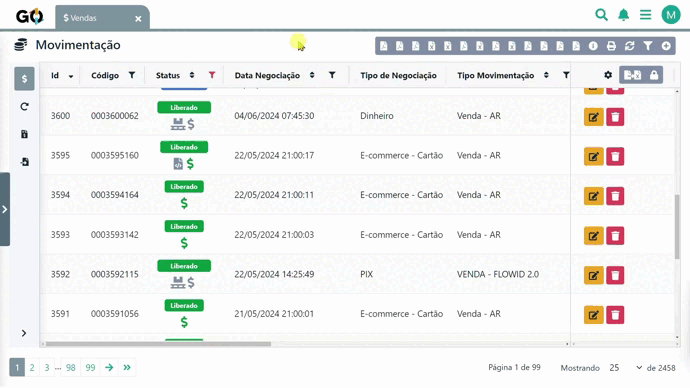 GO
$ Vendas ×
M
Movimentação
Id Código Status Data Negociação Tipo de Negociação Tipo Movimentação
Liberado
3600 0003600062 04/06/2024 07:45:30 Dinheiro Venda - AR
Liberado
3595 0003595160 22/05/2024 21:00:17 E-commerce - Cartão Venda - AR
Liberado
3594 0003594164 22/05/2024 21:00:11 E-commerce - Cartão Venda - AR
Liberado
3593 0003593142 22/05/2024 21:00:03 E-commerce - Cartão Venda - AR
Liberado
3592 0003592115 22/05/2024 14:25:49 PIX VENDA - FLOWID 2.0
Liberado
3591 0003591056 21/05/2024 21:00:01 E-commerce - Cartão Venda - AR
1 2 3 ... 98 99 Página 1 de 99 Mostrando 25 de 2458